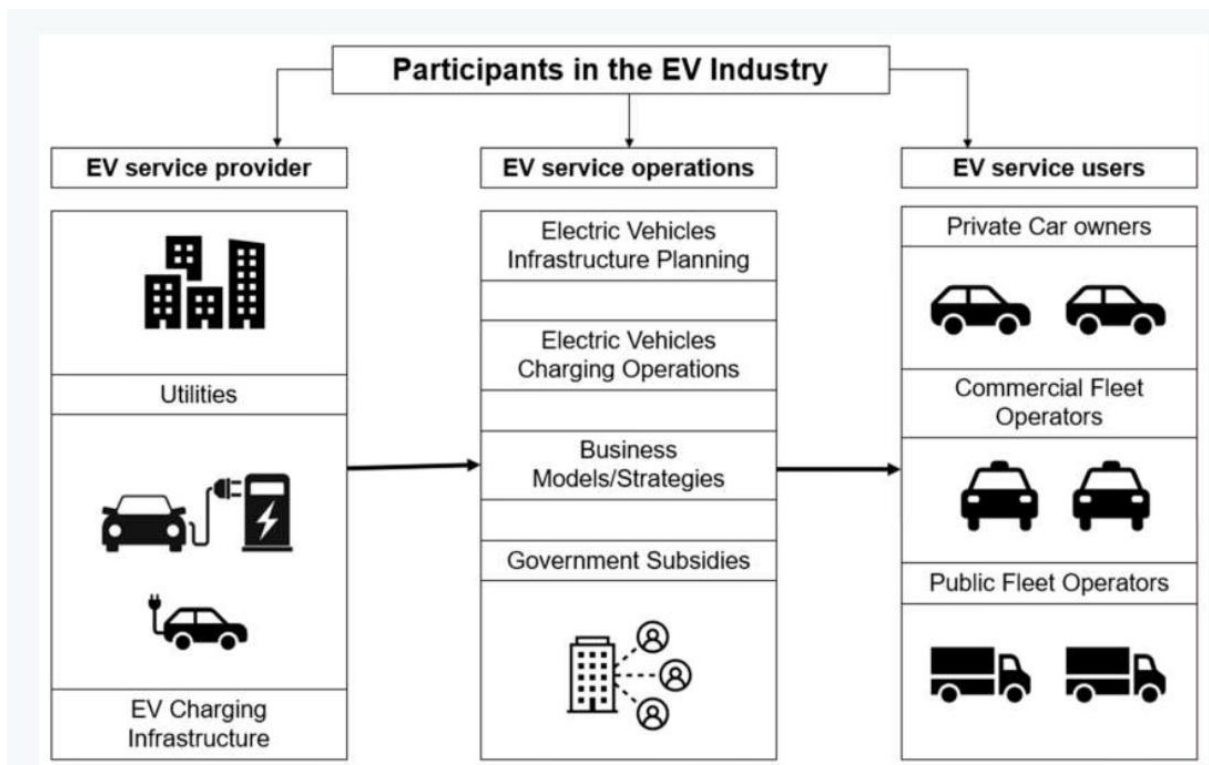 Participants in the EV Industry
EV service provider
Utilities
EV Charging
Infrastructure
EV service operations
Electric Vehicles
Infrastructure Planning
Electric Vehicles
Charging Operations
Business
Models/Strategies
Government Subsidies
EV service users
Private Car owners
Commercial Fleet
Operators
Public Fleet Operators